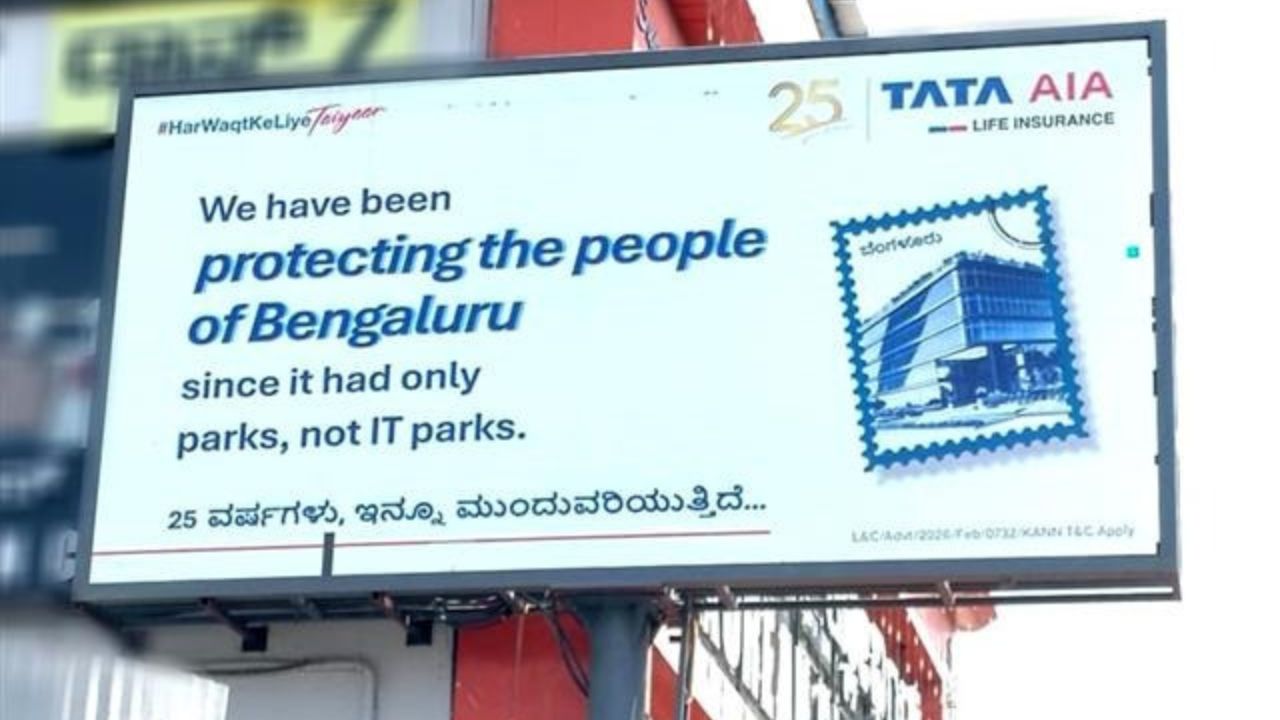 #HarWaqtKeLiyeTaiyaar
25
TATA AIA
LIFE INSURANCE
We have been
protecting the people
of Bengaluru
since it had only
parks, not IT parks.
ಬೆಂಗಳೂರು
25 ವರ್ಷಗಳು, ಇನ್ನೂ ಮುಂದುವರಿಯುತ್ತಿದೆ...
L&C/Advt/2026/Feb/0732/KANN T&C Apply